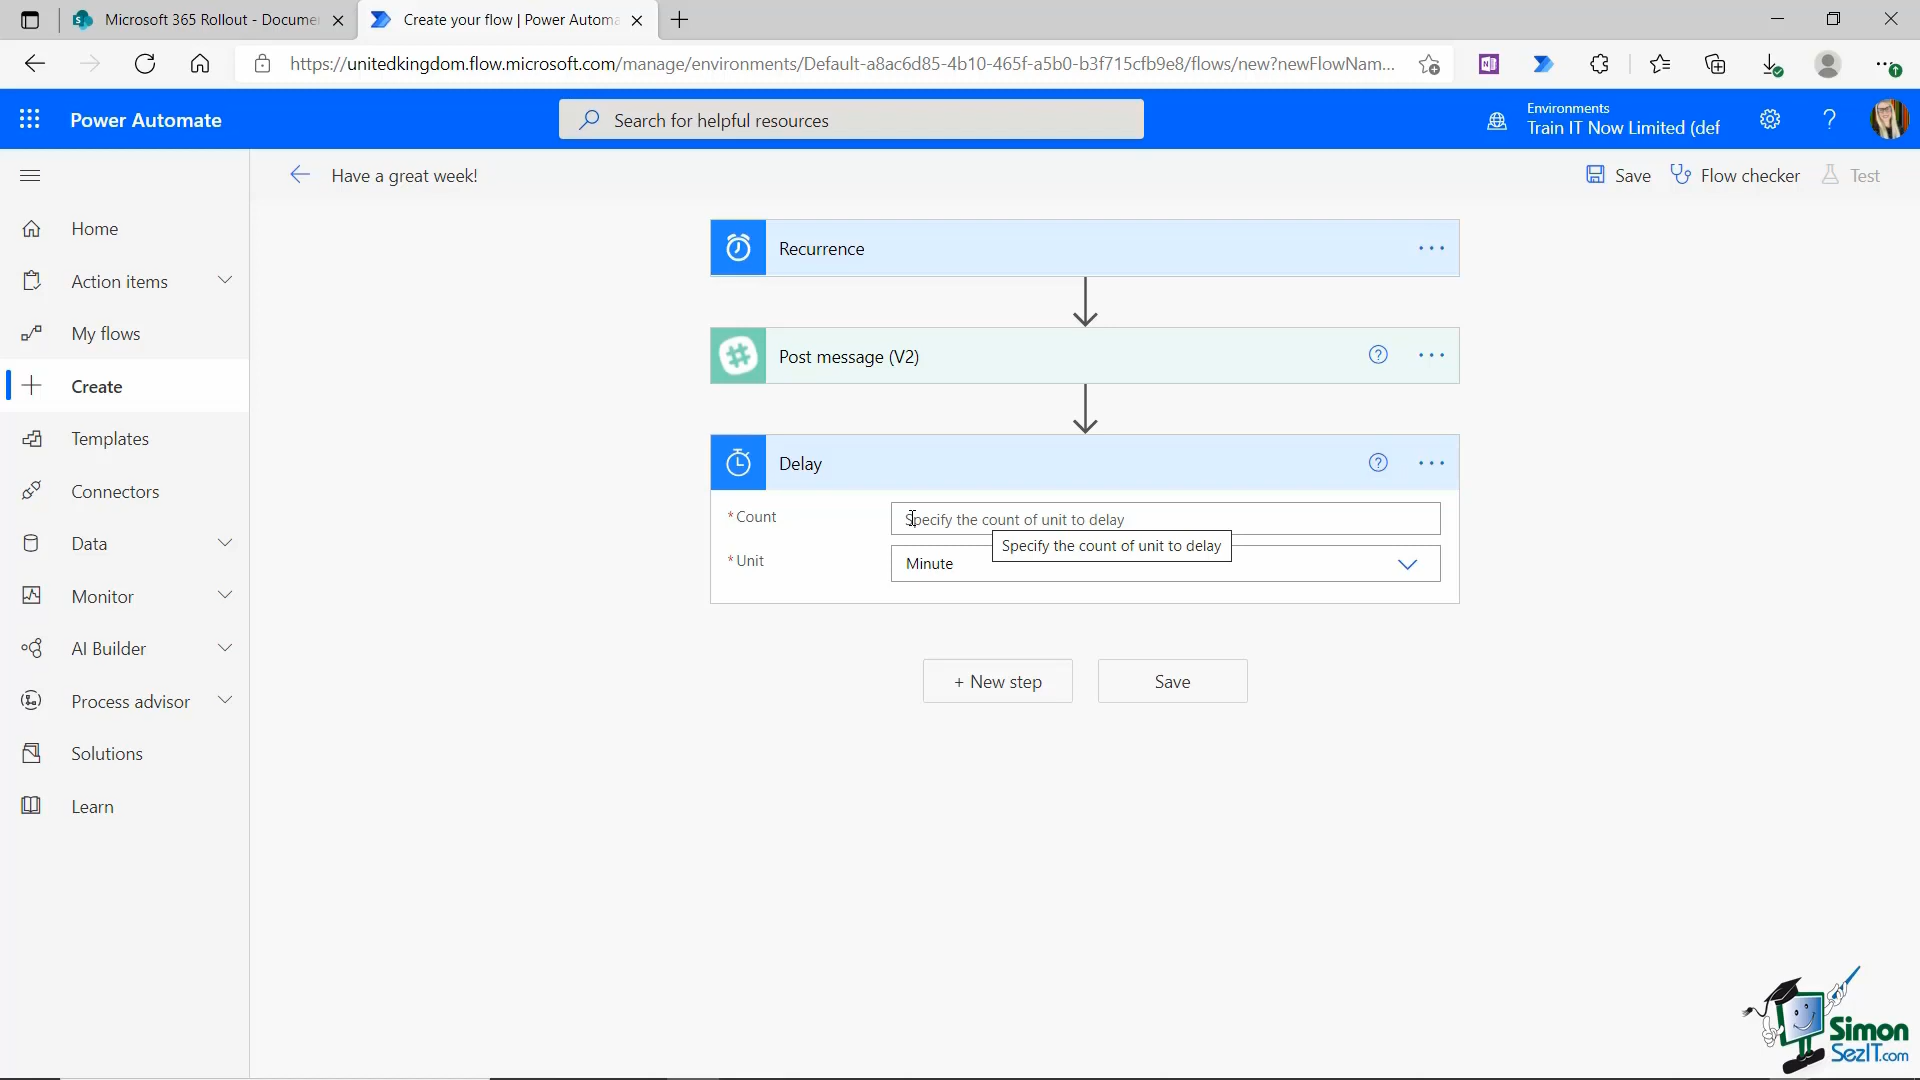 Microsoft 365 Rollout - Docume
Create your flow | Power Automa
https://unitedkingdom.flow.microsoft.com/manage/environments/Default-a8ac6d85-4b10-465f-a5b0-b3f715cfb9e8/flows/new?newFlowNam...
Power Automate
Search for helpful resources
Environments
Train IT Now Limited (def
Have a great week!
Save
Flow checker
Test
Home
Action items
My flows
Create
Templates
Connectors
Data
Monitor
AI Builder
Process advisor
Solutions
Learn
Recurrence
Post message (V2)
Delay
* Count
Specify the count of unit to delay
Specify the count of unit to delay
* Unit
Minute
+ New step
Save
Simon
SezIT.com